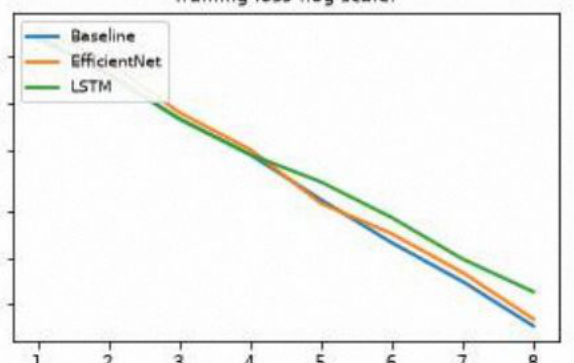 Training loss (log scale)
Baseline
EfficientNet
LSTM
1 2 3 4 5 6 7 8